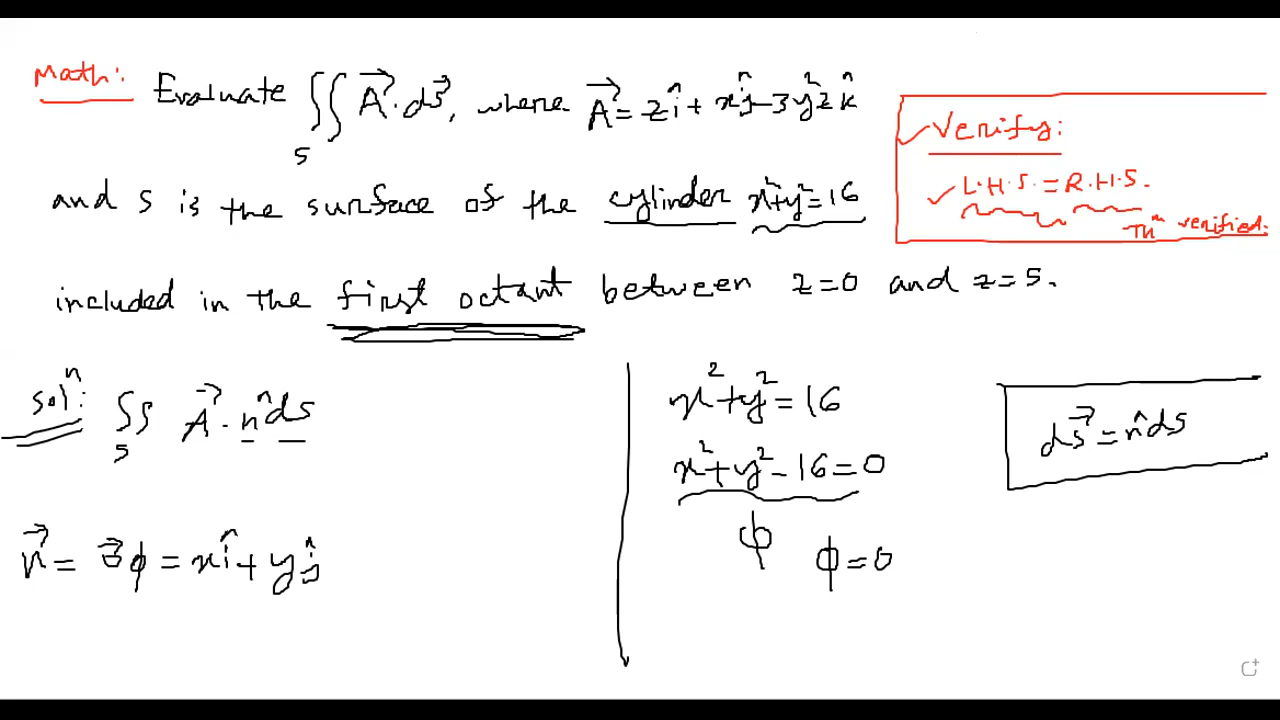 Math: Evaluate ∬_S A⃗ · dS⃗, where A⃗ = zî + xĵ - 3y²z k̂
and S is the surface of the cylinder x²+y²=16
included in the first octant between z=0 and z=5.
✓ Verify:
✓ L.H.S. = R.H.S.
Thᵐ verified.
Solⁿ: ∬_S A⃗ · n̂ ds
n⃗ = ∇⃗ϕ = xî + yĵ
x² + y² = 16
x² + y² - 16 = 0
ϕ ϕ = 0
dS⃗ = n̂ ds